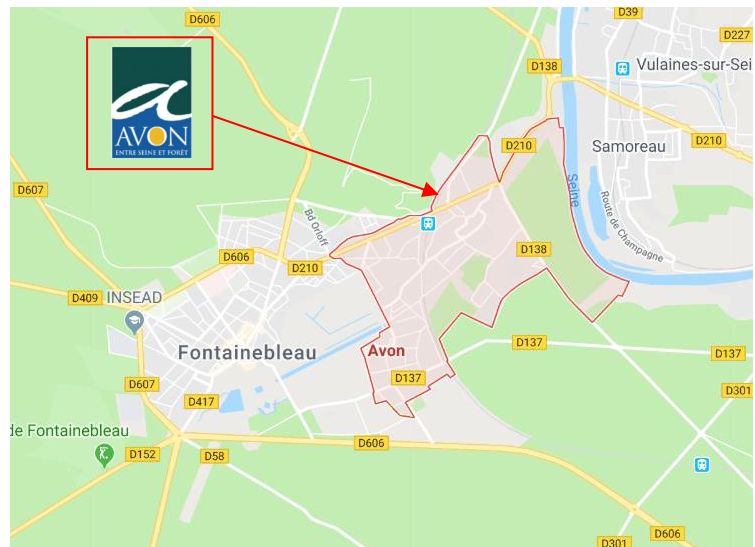 D606
D39
D227
D138
Vulaines-sur-Sei
AVON
ENTRE SEINE ET FORÊT
D210
D210
Samoreau
Seine
D607
Bd Orloff
Route de Champagne
D606
D210
D138
D409
INSEAD
Fontainebleau
Avon
D137
D137
D137
D607
D301
D417
de Fontainebleau
D606
D152
D58
D606
D301